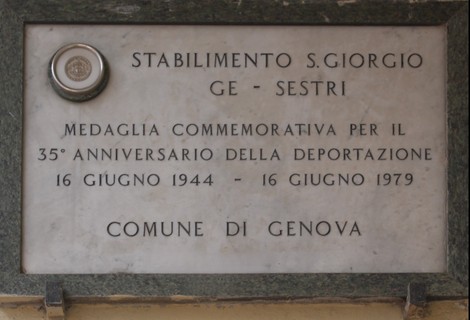 STABILIMENTO S.GIORGIO
GE - SESTRI
MEDAGLIA COMMEMORATIVA PER IL
35° ANNIVERSARIO DELLA DEPORTAZIONE
16 GIUGNO 1944 - 16 GIUGNO 1979
COMUNE DI GENOVA